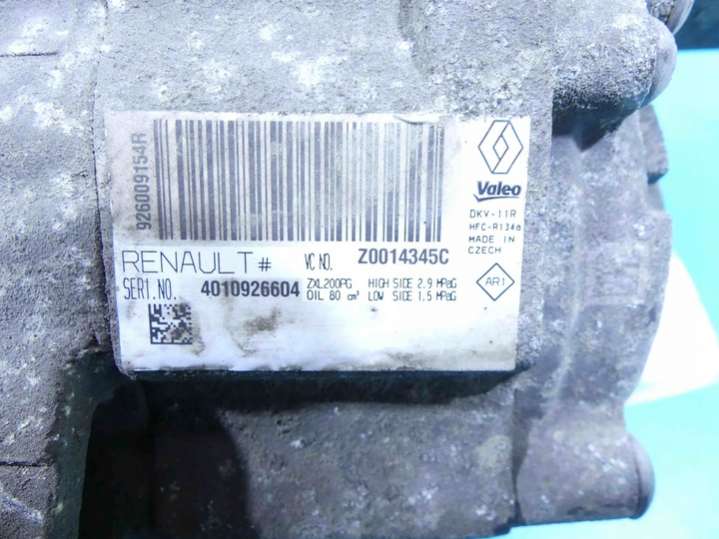 926009154R
Valeo
DKV-11R
HFC-R134a
MADE IN
CZECH
RENAULT # VC NO. Z0014345C
SERI.NO. 4010926604
ZXL200PG HIGH SIDE 2.9 MPaG
OIL 80 cm³ LOW SIDE 1.5 MPaG
AR1